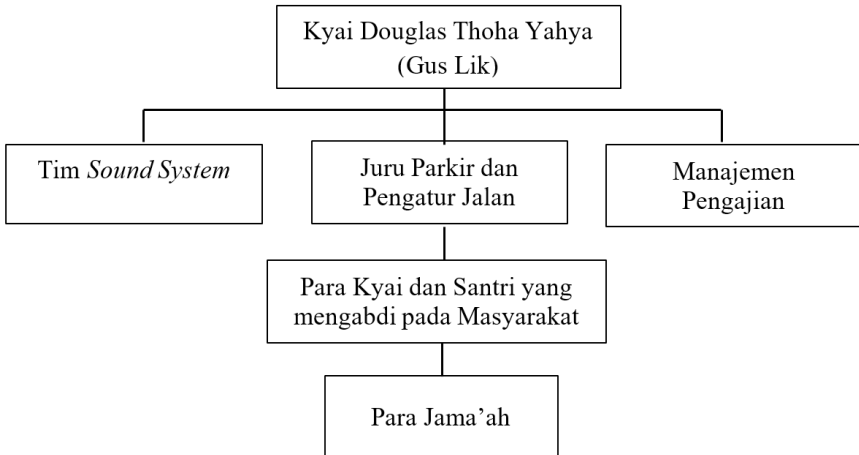 Kyai Douglas Thoha Yahya
(Gus Lik)
Tim Sound System
Juru Parkir dan
Pengatur Jalan
Manajemen
Pengajian
Para Kyai dan Santri yang
mengabdi pada Masyarakat
Para Jama’ah